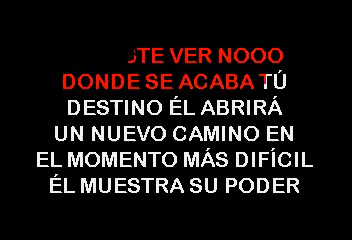 STE VER NOOO
DONDE SE ACABA TÚ
DESTINO ÉL ABRIRÁ
UN NUEVO CAMINO EN
EL MOMENTO MÁS DIFÍCIL
ÉL MUESTRA SU PODER